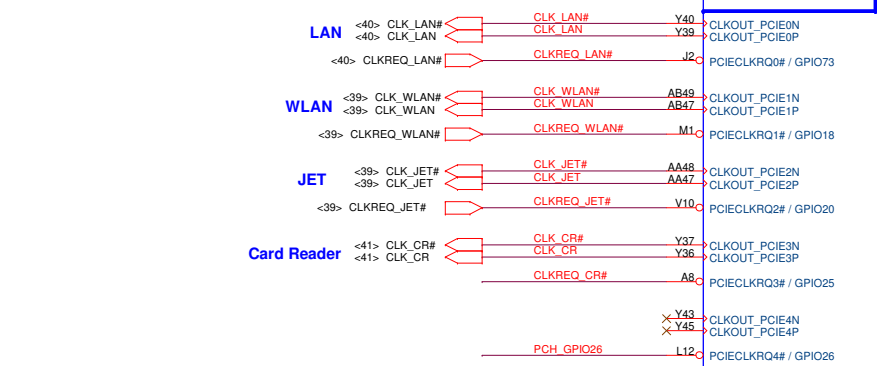 <40> CLK_LAN# CLK_LAN# Y40 CLKOUT_PCIE0N
LAN <40> CLK_LAN CLK_LAN Y39 CLKOUT_PCIE0P
<40> CLKREQ_LAN# CLKREQ_LAN# J2 PCIECLKRQ0# / GPIO73
<39> CLK_WLAN# CLK_WLAN# AB49 CLKOUT_PCIE1N
WLAN <39> CLK_WLAN CLK_WLAN AB47 CLKOUT_PCIE1P
<39> CLKREQ_WLAN# CLKREQ_WLAN# M1 PCIECLKRQ1# / GPIO18
<39> CLK_JET# CLK_JET# AA48 CLKOUT_PCIE2N
JET <39> CLK_JET CLK_JET AA47 CLKOUT_PCIE2P
<39> CLKREQ_JET# CLKREQ_JET# V10 PCIECLKRQ2# / GPIO20
<41> CLK_CR# CLK_CR# Y37 CLKOUT_PCIE3N
Card Reader <41> CLK_CR CLK_CR Y36 CLKOUT_PCIE3P
CLKREQ_CR# A8 PCIECLKRQ3# / GPIO25
Y43 CLKOUT_PCIE4N
Y45 CLKOUT_PCIE4P
PCH_GPIO26 L12 PCIECLKRQ4# / GPIO26